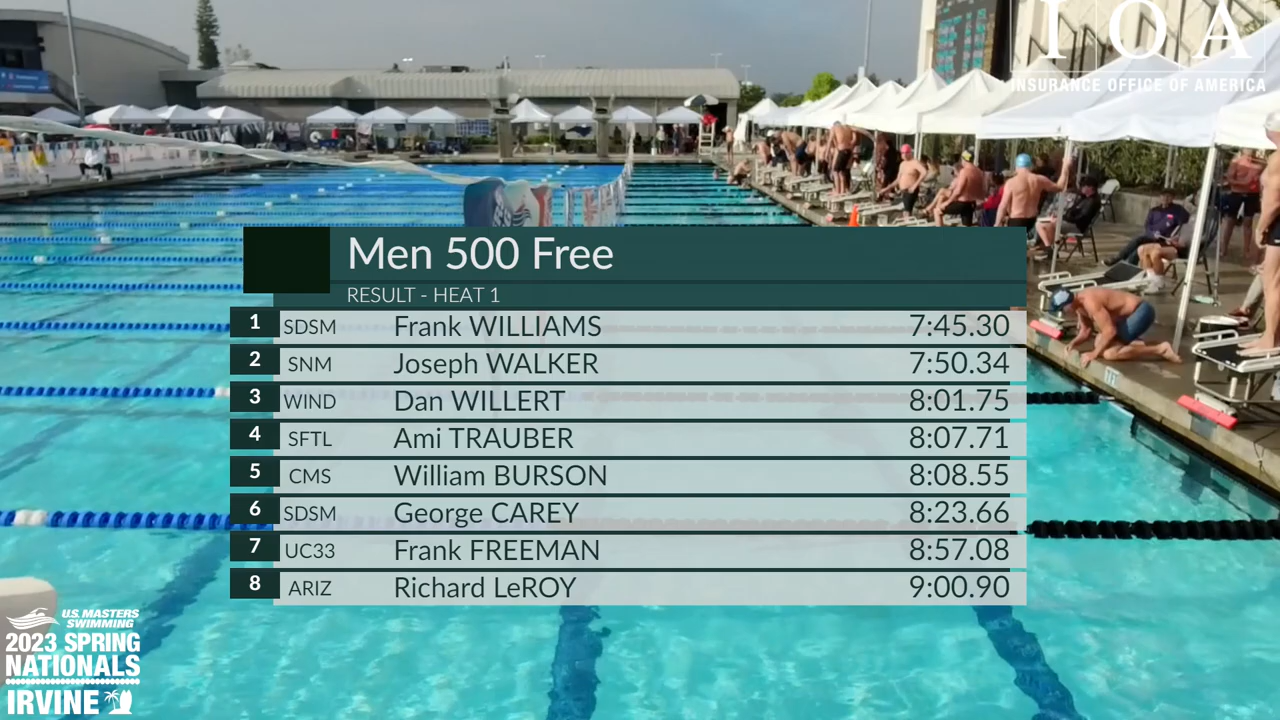 IOA
INSURANCE OFFICE OF AMERICA
Men 500 Free
RESULT - HEAT 1
1 SDSM Frank WILLIAMS 7:45.30
2 SNM Joseph WALKER 7:50.34
3 WIND Dan WILLERT 8:01.75
4 SFTL Ami TRAUBER 8:07.71
5 CMS William BURSON 8:08.55
6 SDSM George CAREY 8:23.66
7 UC33 Frank FREEMAN 8:57.08
8 ARIZ Richard LeROY 9:00.90
U.S. MASTERS
SWIMMING
2023 SPRING
NATIONALS
IRVINE